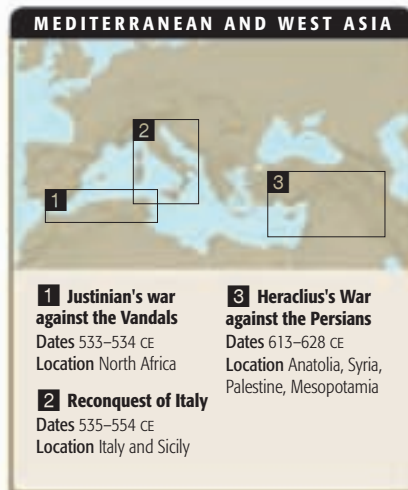 MEDITERRANEAN AND WEST ASIA
2
3
1
1 Justinian's war
against the Vandals
Dates 533–534 CE
Location North Africa
2 Reconquest of Italy
Dates 535–554 CE
Location Italy and Sicily
3 Heraclius's War
against the Persians
Dates 613–628 CE
Location Anatolia, Syria,
Palestine, Mesopotamia